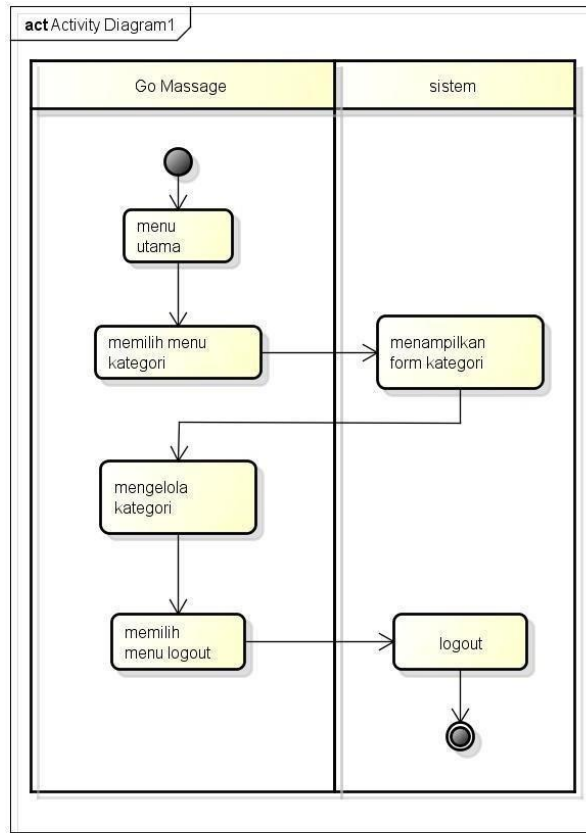 act Activity Diagram1
Go Massage
sistem
menu
utama
memilih menu
kategori
menampilkan
form kategori
mengelola
kategori
memilih
menu logout
logout